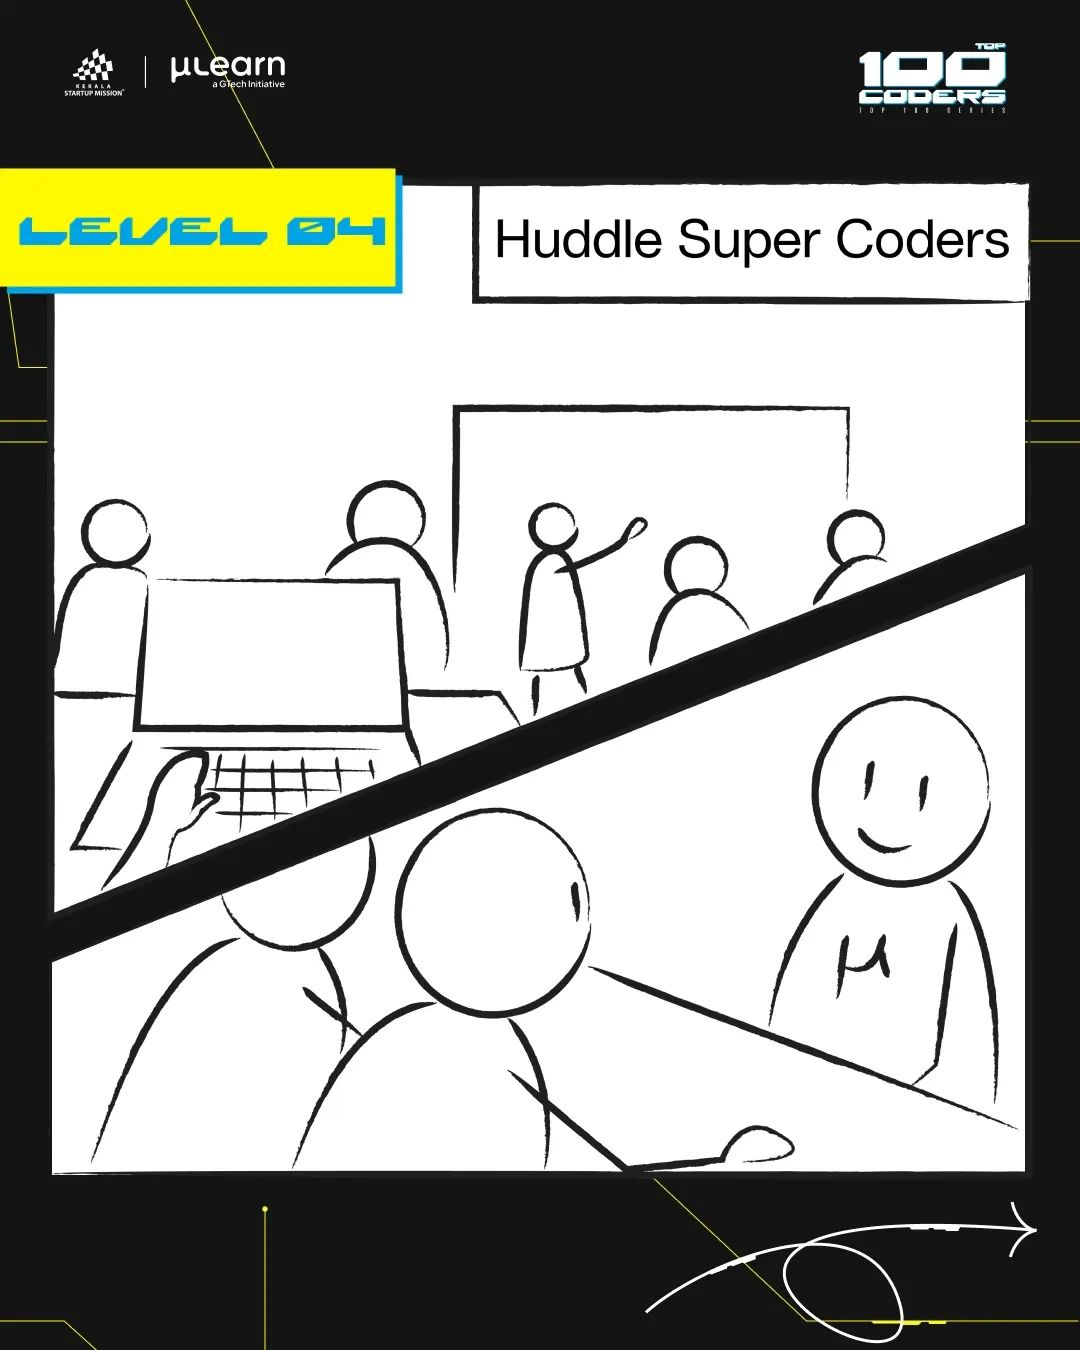 KERALA
STARTUP MISSION
µLearn
a GTech Initiative
TOP
100
CODERS
TOP 100 SERIES
LEVEL 04
Huddle Super Coders
µ